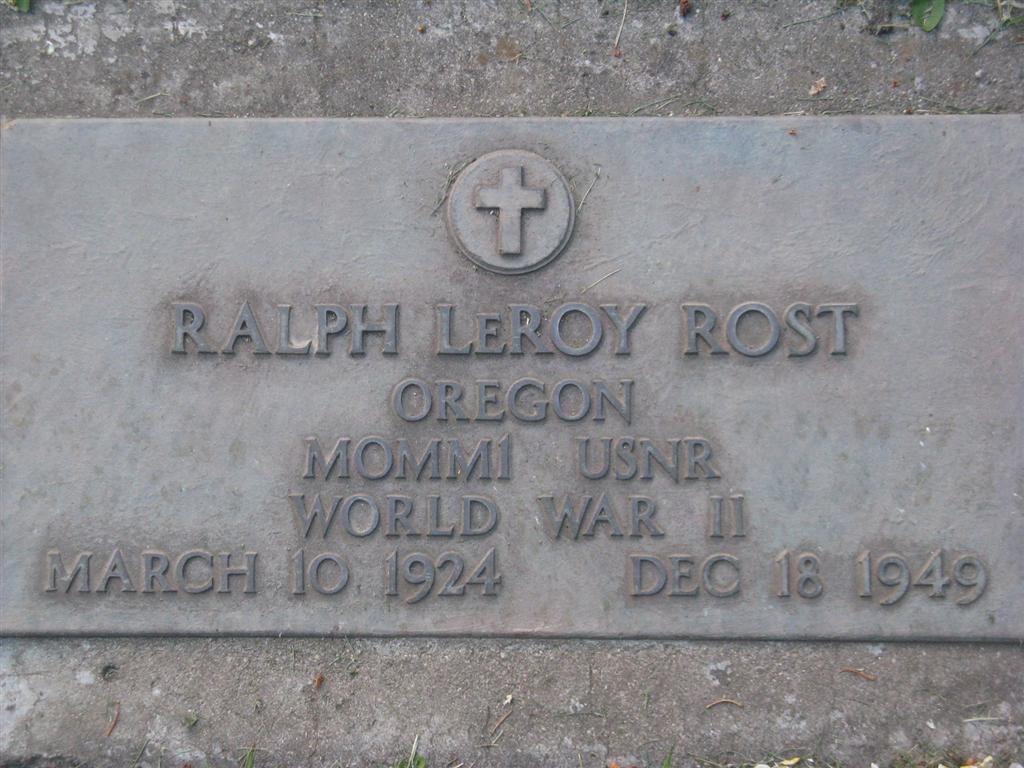 RALPH LEROY ROST
OREGON
MOMM1 USNR
WORLD WAR II
MARCH 10 1924 DEC 18 1949